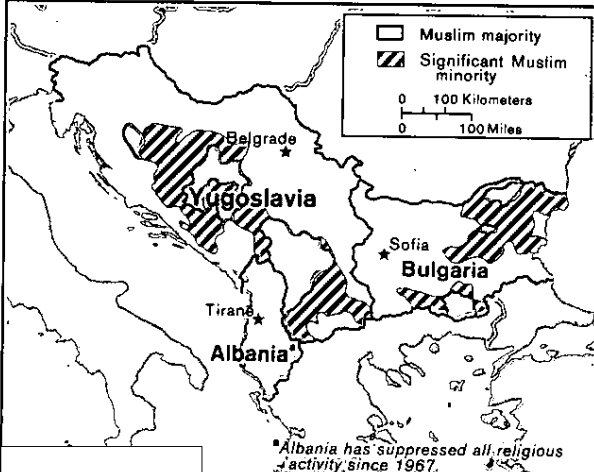 Muslim majority
Significant Muslim
minority
0 100 Kilometers
0 100 Miles
Belgrade
Yugoslavia
Sofia
Bulgaria
Tiranë
Albania*
*Albania has suppressed all religious
activity since 1967.